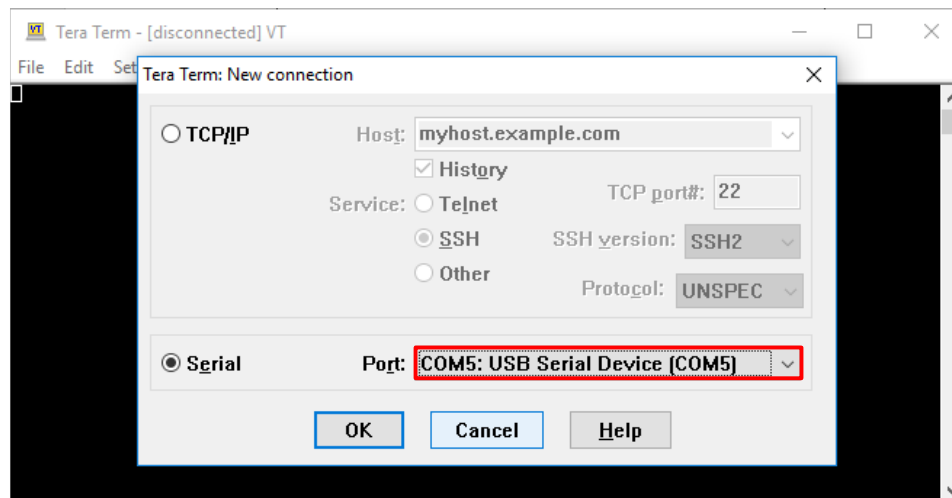 VT Tera Term - [disconnected] VT
File Edit Set
Tera Term: New connection
TCP/IP Host: myhost.example.com
History
Service: Telnet TCP port#: 22
SSH SSH version: SSH2
Other Protocol: UNSPEC
Serial Port: COM5: USB Serial Device (COM5)
OK Cancel Help